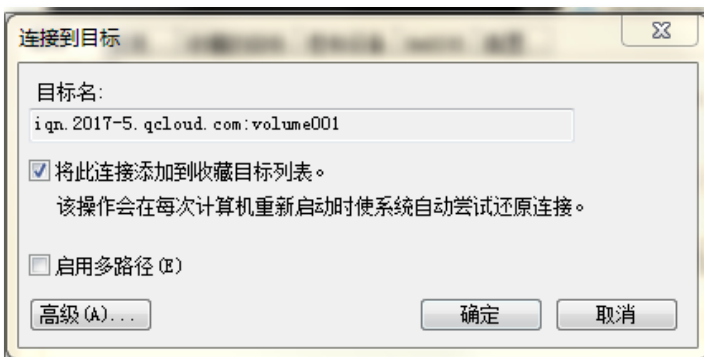 连接到目标
目标名:
iqn.2017-5.qcloud.com:volume001
将此连接添加到收藏目标列表。
该操作会在每次计算机重新启动时使系统自动尝试还原连接。
启用多路径(E)
高级(A)...
确定
取消